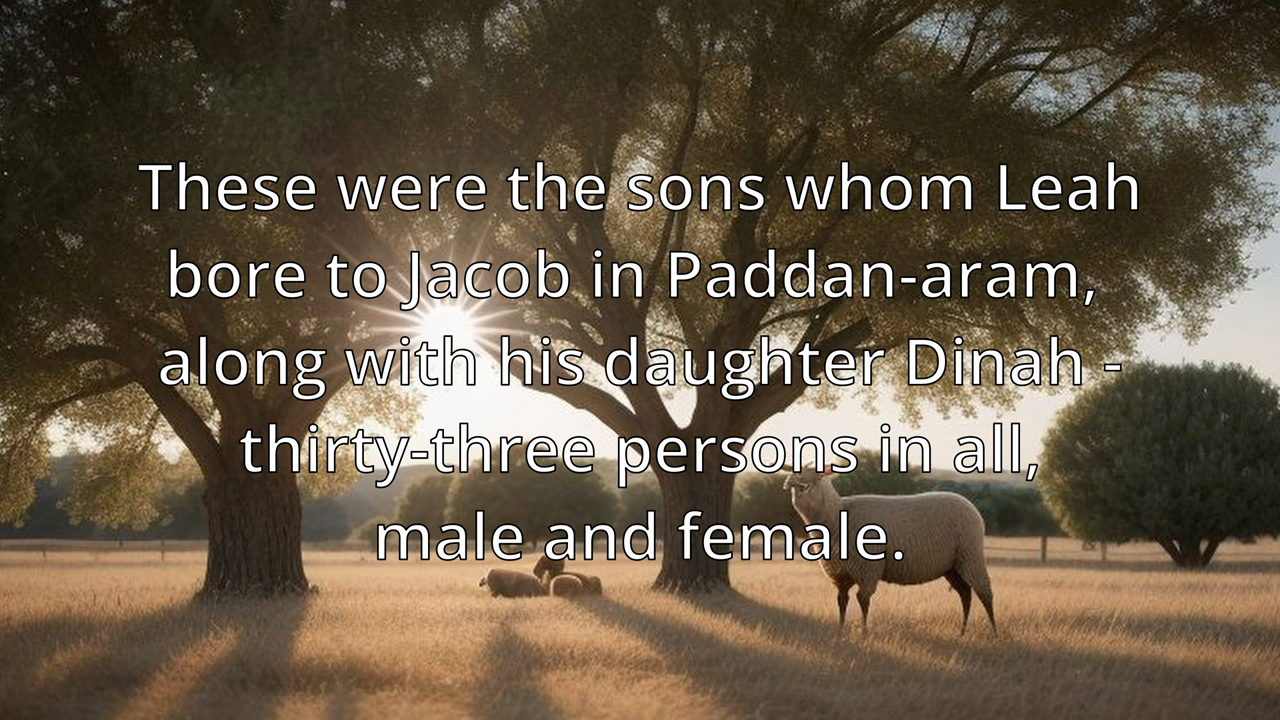 These were the sons whom Leah
bore to Jacob in Paddan-aram,
along with his daughter Dinah -
thirty-three persons in all,
male and female.